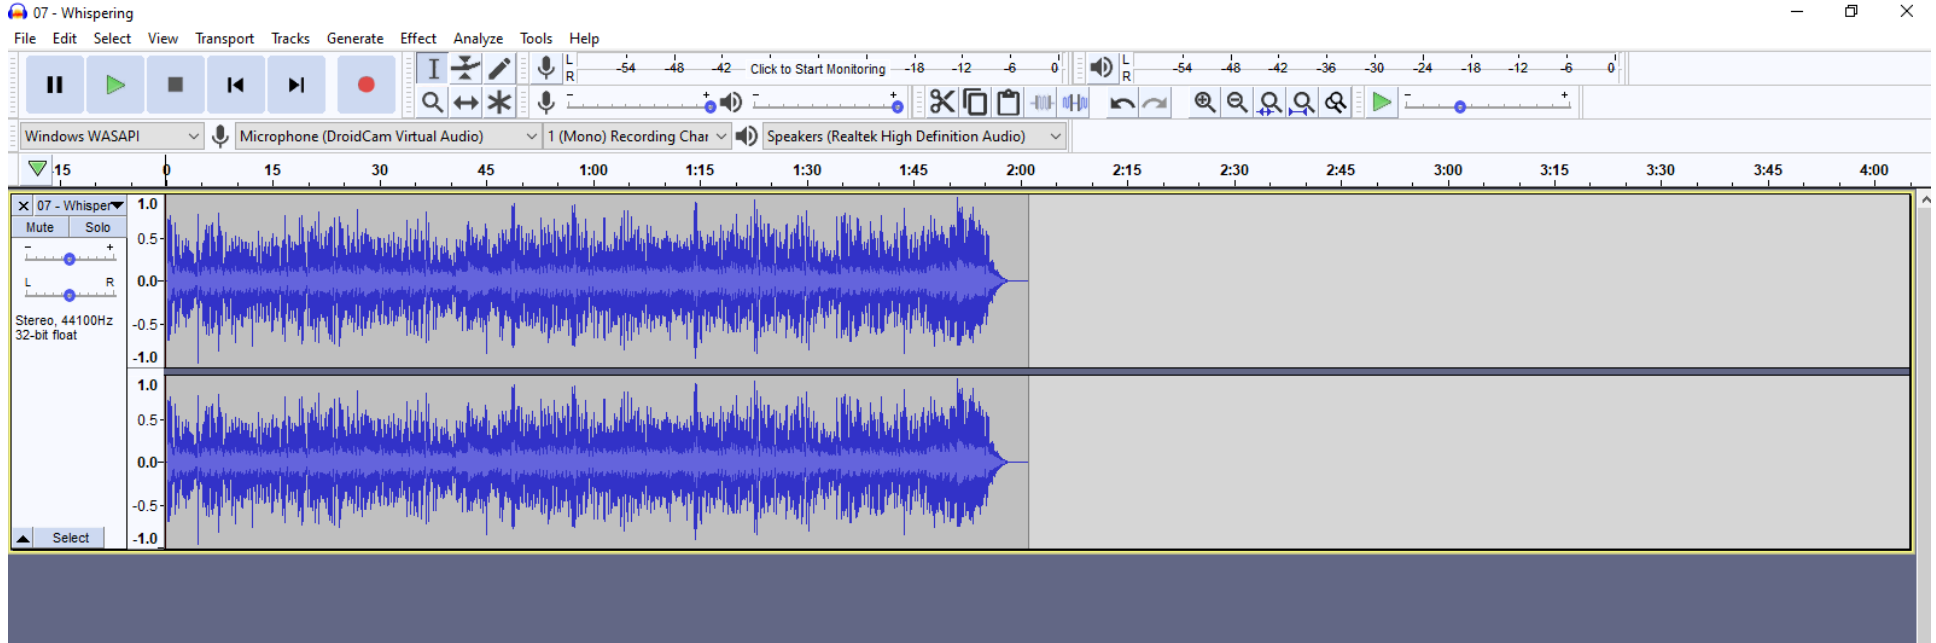 07 - Whispering
File Edit Select View Transport Tracks Generate Effect Analyze Tools Help
L -54 -48 -42 Click to Start Monitoring -18 -12 -6 0 L -54 -48 -42 -36 -30 -24 -18 -12 -6 0
R R
- + - + - +
Windows WASAPI Microphone (DroidCam Virtual Audio) 1 (Mono) Recording Char Speakers (Realtek High Definition Audio)
-15 0 15 30 45 1:00 1:15 1:30 1:45 2:00 2:15 2:30 2:45 3:00 3:15 3:30 3:45 4:00
07 - Whisper 1.0
Mute Solo
- + 0.5
L R 0.0
Stereo, 44100Hz -0.5
32-bit float
-1.0
1.0
0.5
0.0
-0.5
Select -1.0